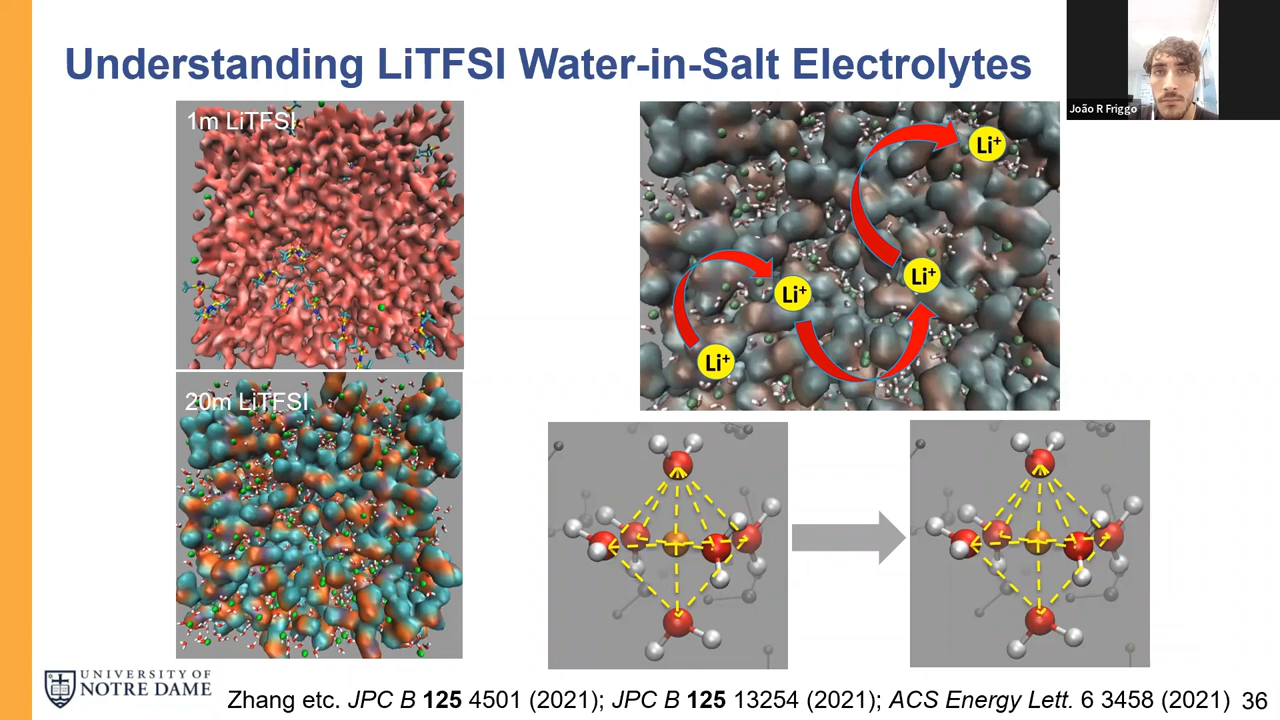 Understanding LiTFSI Water-in-Salt Electrolytes
João R Friggo
1m LiTFSI
20m LiTFSI
Li⁺
Li⁺
Li⁺
Li⁺
UNIVERSITY OF
NOTRE DAME
Zhang etc. JPC B 125 4501 (2021); JPC B 125 13254 (2021); ACS Energy Lett. 6 3458 (2021)
36